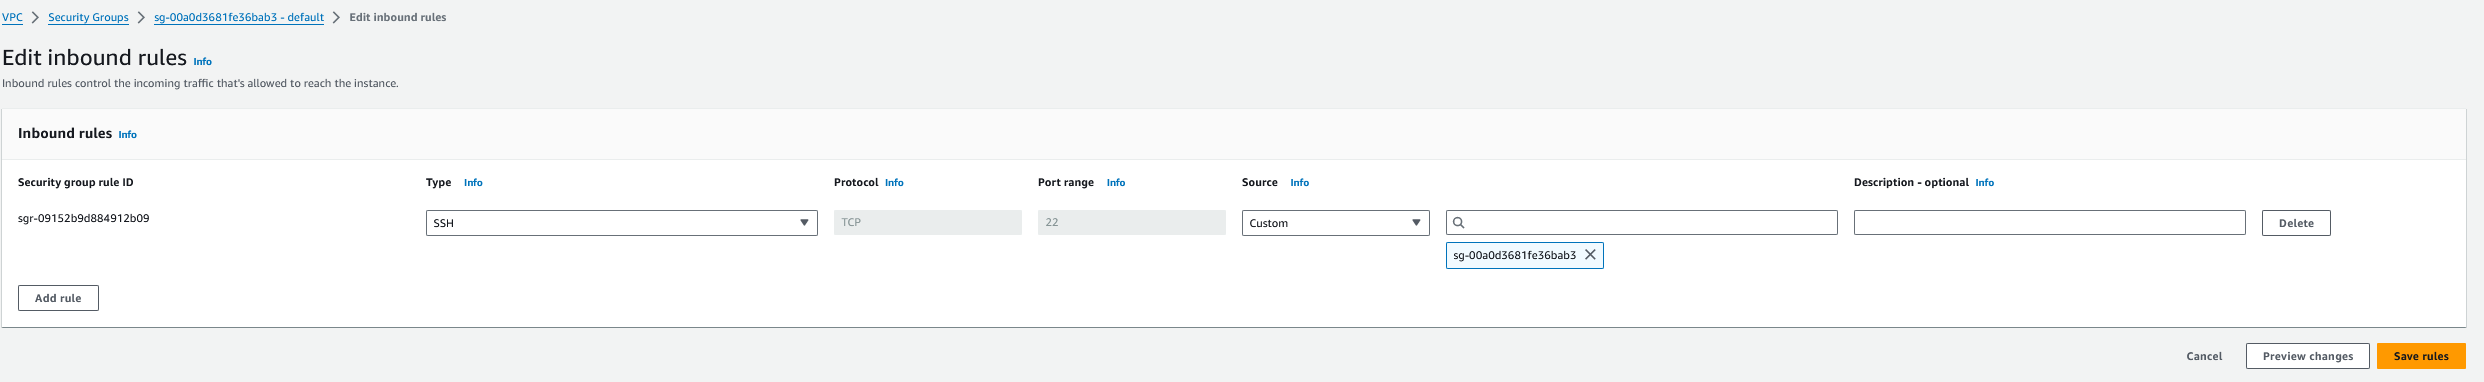 VPC > Security Groups > sg-00a0d3681fe36bab3 - default > Edit inbound rules
Edit inbound rules Info
Inbound rules control the incoming traffic that's allowed to reach the instance.
Inbound rules Info
Security group rule ID Type Info Protocol Info Port range Info Source Info Description - optional Info
sgr-09152b9d884912b09 SSH TCP 22 Custom Delete
sg-00a0d3681fe36bab3
Add rule
Cancel Preview changes Save rules